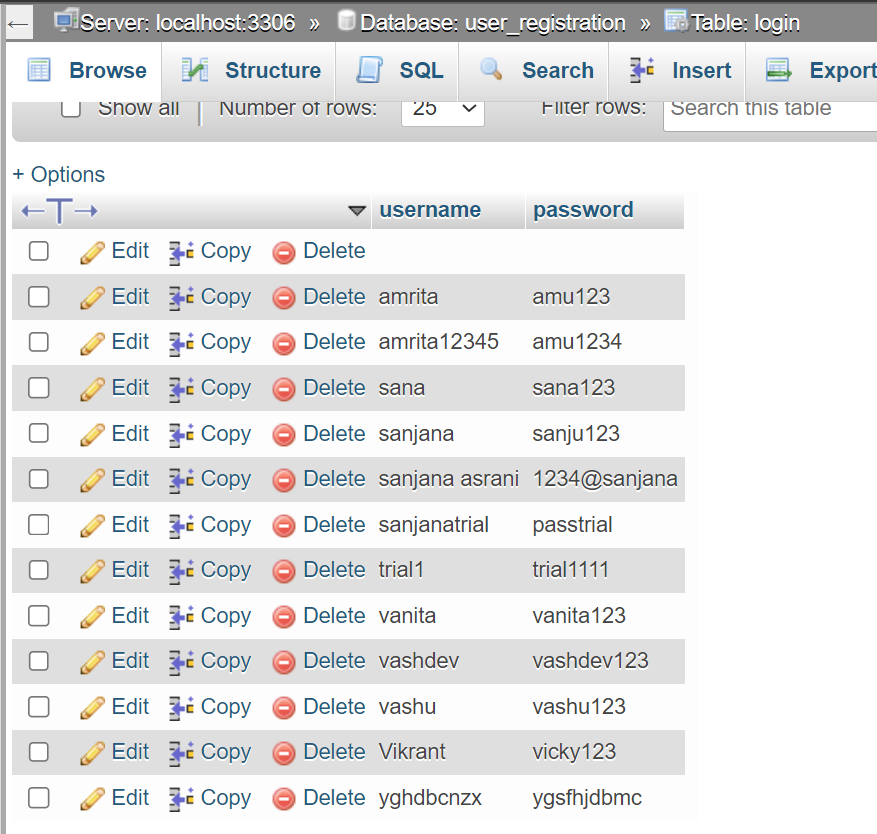 ← Server: localhost:3306 » Database: user_registration » Table: login
Browse Structure SQL Search Insert Export
Show all Number of rows: 25 Filter rows: Search this table
+ Options
←T→ username password
Edit Copy Delete
Edit Copy Delete amrita amu123
Edit Copy Delete amrita12345 amu1234
Edit Copy Delete sana sana123
Edit Copy Delete sanjana sanju123
Edit Copy Delete sanjana asrani 1234@sanjana
Edit Copy Delete sanjanatrial passtrial
Edit Copy Delete trial1 trial1111
Edit Copy Delete vanita vanita123
Edit Copy Delete vashdev vashdev123
Edit Copy Delete vashu vashu123
Edit Copy Delete Vikrant vicky123
Edit Copy Delete yghdbcnzx ygsfhjdbmc